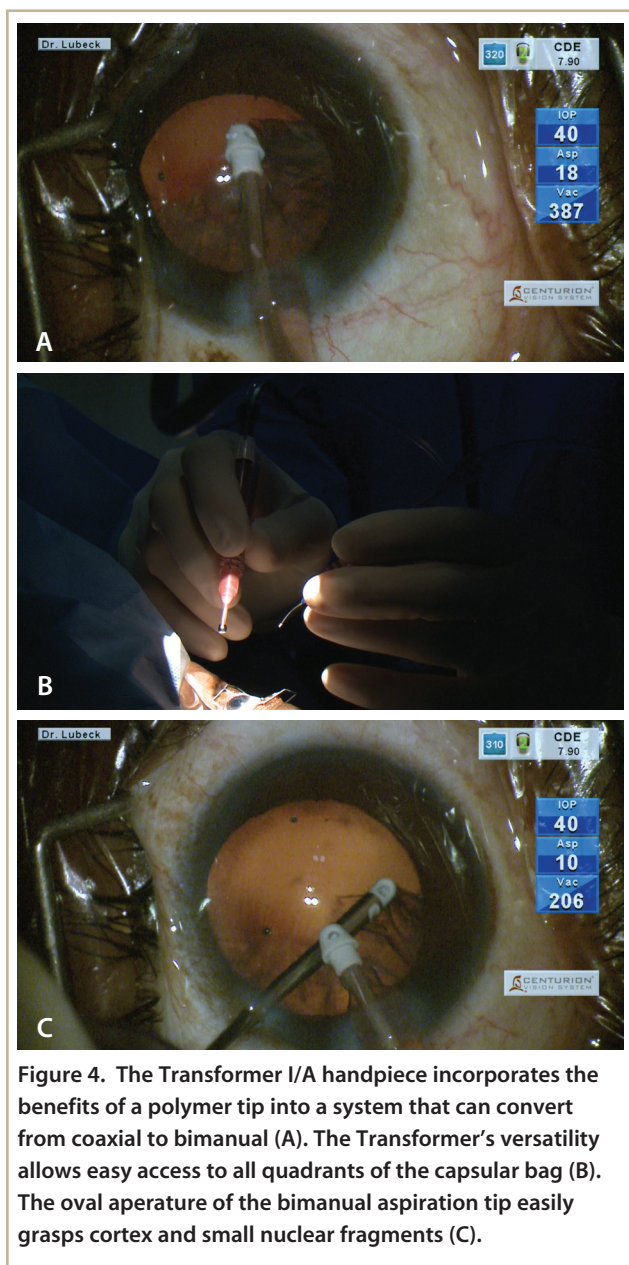 Dr. Lubeck
320
CDE
7.90
IOP
40
Asp
18
Vac
387
CENTURION
VISION SYSTEM
A
B
Dr. Lubeck
310
CDE
7.90
IOP
40
Asp
10
Vac
206
CENTURION
VISION SYSTEM
C
Figure 4. The Transformer I/A handpiece incorporates the
benefits of a polymer tip into a system that can convert
from coaxial to bimanual (A). The Transformer’s versatility
allows easy access to all quadrants of the capsular bag (B).
The oval aperature of the bimanual aspiration tip easily
grasps cortex and small nuclear fragments (C).